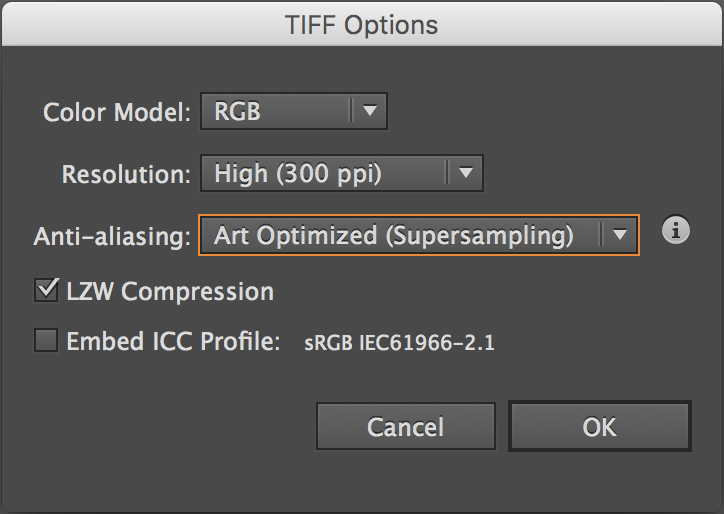 TIFF Options
Color Model: RGB
Resolution: High (300 ppi)
Anti-aliasing: Art Optimized (Supersampling) i
LZW Compression
Embed ICC Profile: sRGB IEC61966-2.1
Cancel OK